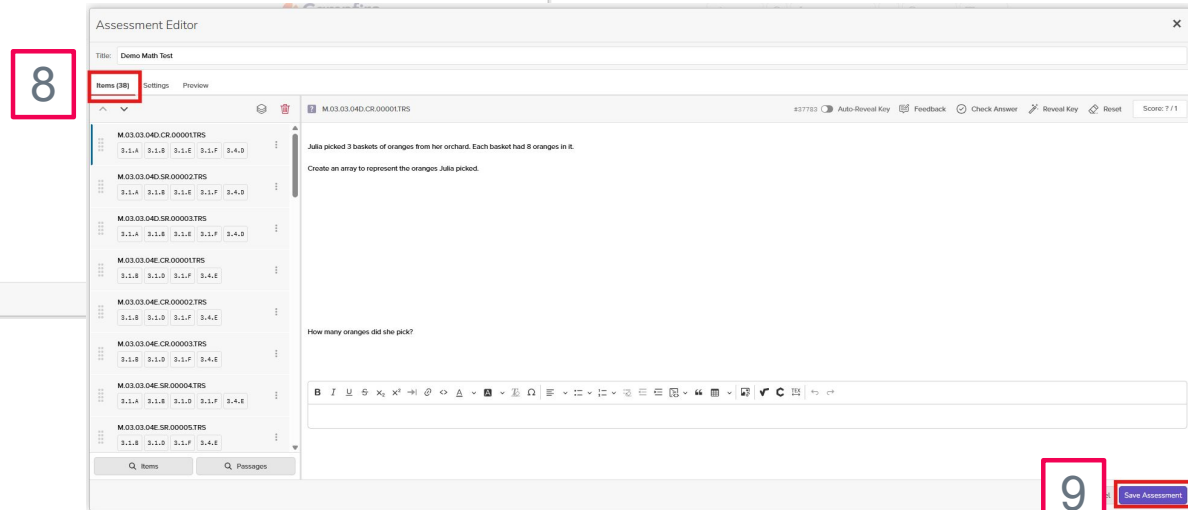 Assessment Editor
8
Title: Demo Math Test
Items (38) Settings Preview
M.03.03.04D.CR.00001.TRS
#37783 Auto-Reveal Key Feedback Check Answer Reveal Key Reset Score: ? / 1
M.03.03.04D.CR.00001.TRS
3.1.A 3.1.B 3.1.E 3.1.F 3.4.D
Julia picked 3 baskets of oranges from her orchard. Each basket had 8 oranges in it.
Create an array to represent the oranges Julia picked.
M.03.03.04D.SR.00002.TRS
3.1.A 3.1.B 3.1.E 3.1.F 3.4.D
M.03.03.04D.SR.00003.TRS
3.1.A 3.1.B 3.1.E 3.1.F 3.4.D
M.03.03.04E.CR.00001.TRS
3.1.B 3.1.D 3.1.F 3.4.E
M.03.03.04E.CR.00002.TRS
3.1.B 3.1.D 3.1.F 3.4.E
How many oranges did she pick?
M.03.03.04E.CR.00003.TRS
3.1.B 3.1.D 3.1.F 3.4.E
M.03.03.04E.SR.00004.TRS
3.1.A 3.1.B 3.1.D 3.1.F 3.4.E
M.03.03.04E.SR.00005.TRS
3.1.B 3.1.D 3.1.F 3.4.E
Items Passages
9
Save Assessment